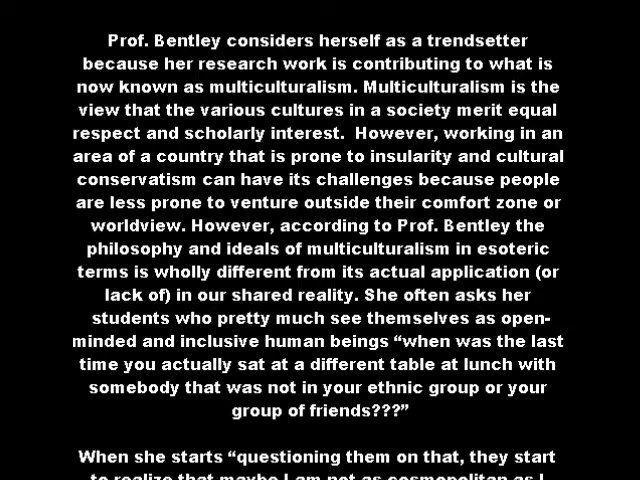 Prof. Bentley considers herself as a trendsetter
because her research work is contributing to what is
now known as multiculturalism. Multiculturalism is the
view that the various cultures in a society merit equal
respect and scholarly interest.  However, working in an
area of a country that is prone to insularity and cultural
conservatism can have its challenges because people
are less prone to venture outside their comfort zone or
worldview. However, according to Prof. Bentley the
philosophy and ideals of multiculturalism in esoteric
terms is wholly different from its actual application (or
lack of) in our shared reality. She often asks her
students who pretty much see themselves as open-
minded and inclusive human beings “when was the last
time you actually sat at a different table at lunch with
somebody that was not in your ethnic group or your
group of friends???”
When she starts “questioning them on that, they start
to realize that maybe I am not as cosmopolitan as I